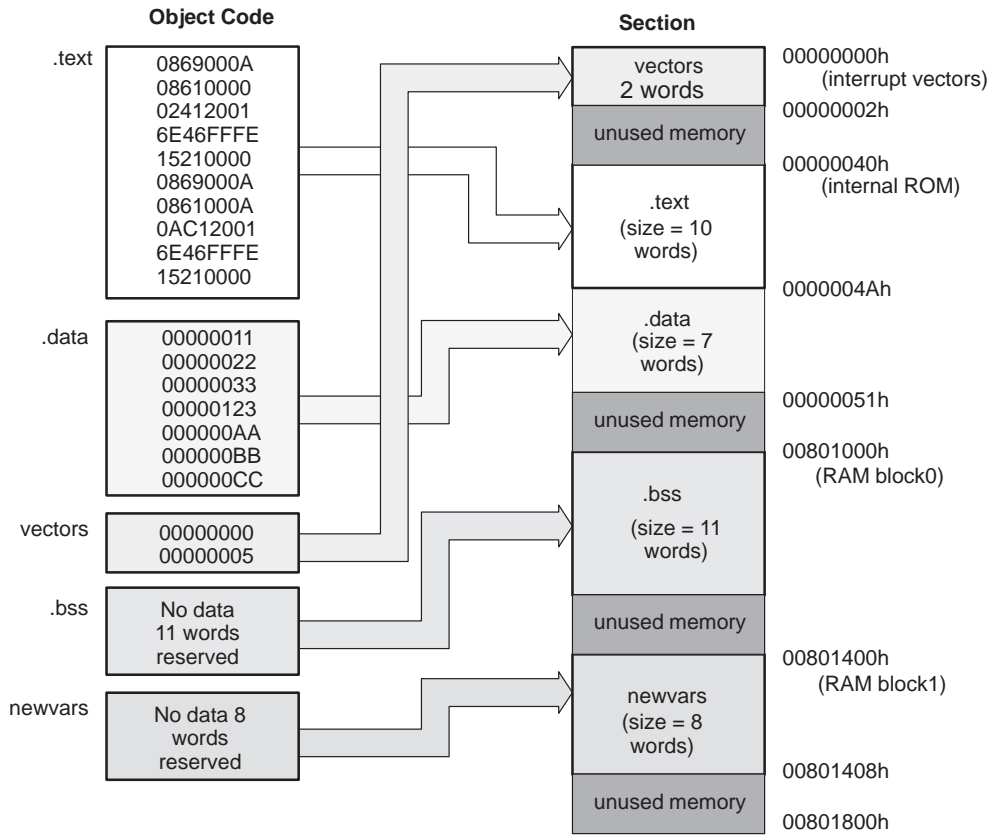 Object Code
Section
.text
0869000A
08610000
02412001
6E46FFFE
15210000
0869000A
0861000A
0AC12001
6E46FFFE
15210000
.data
00000011
00000022
00000033
00000123
000000AA
000000BB
000000CC
vectors
00000000
00000005
.bss
No data
11 words
reserved
newvars
No data 8
words
reserved
vectors
2 words
unused memory
.text
(size = 10
words)
.data
(size = 7
words)
unused memory
.bss
(size = 11
words)
unused memory
newvars
(size = 8
words)
unused memory
00000000h
(interrupt vectors)
00000002h
00000040h
(internal ROM)
0000004Ah
00000051h
00801000h
(RAM block0)
00801400h
(RAM block1)
00801408h
00801800h